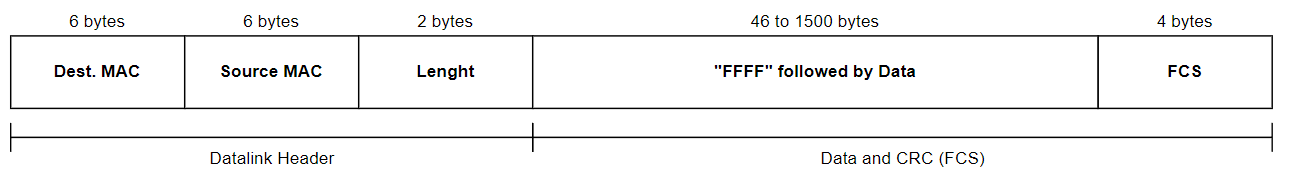 6 bytes 6 bytes 2 bytes 46 to 1500 bytes 4 bytes
Dest. MAC Source MAC Lenght "FFFF" followed by Data FCS
Datalink Header Data and CRC (FCS)